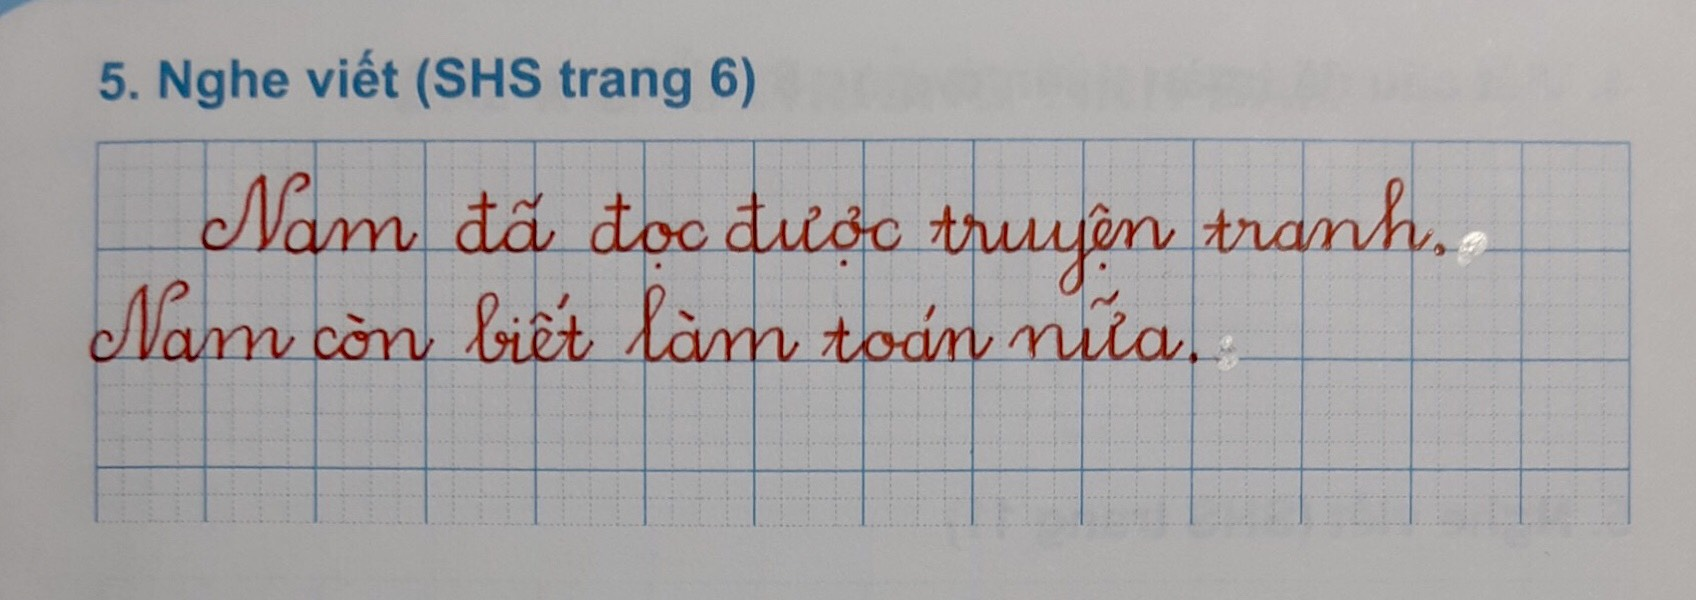 5. Nghe viết (SHS trang 6)
Nam đã đọc được truyện tranh.
Nam còn biết làm toán nữa.